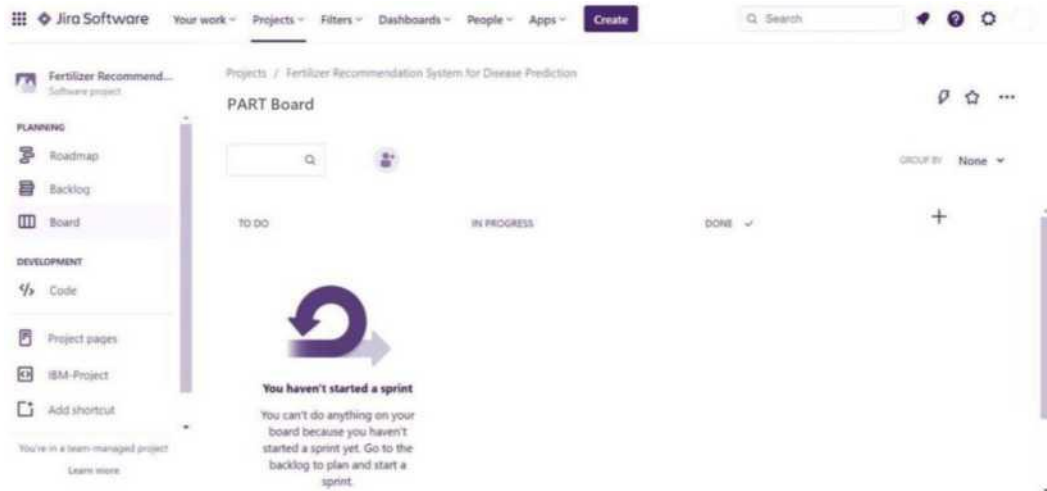 Jira Software Your work Projects Filters Dashboards People Apps Create Search
Fertilizer Recommend...
Software project
PLANNING
Roadmap
Backlog
Board
DEVELOPMENT
Code
Project pages
IBM-Project
Add shortcut
You're in a team-managed project
Learn more
Projects / Fertilizer Recommendation System for Disease Prediction
PART Board
GROUP BY None
TO DO IN PROGRESS DONE
You haven't started a sprint
You can't do anything on your
board because you haven't
started a sprint yet. Go to the
backlog to plan and start a
sprint.